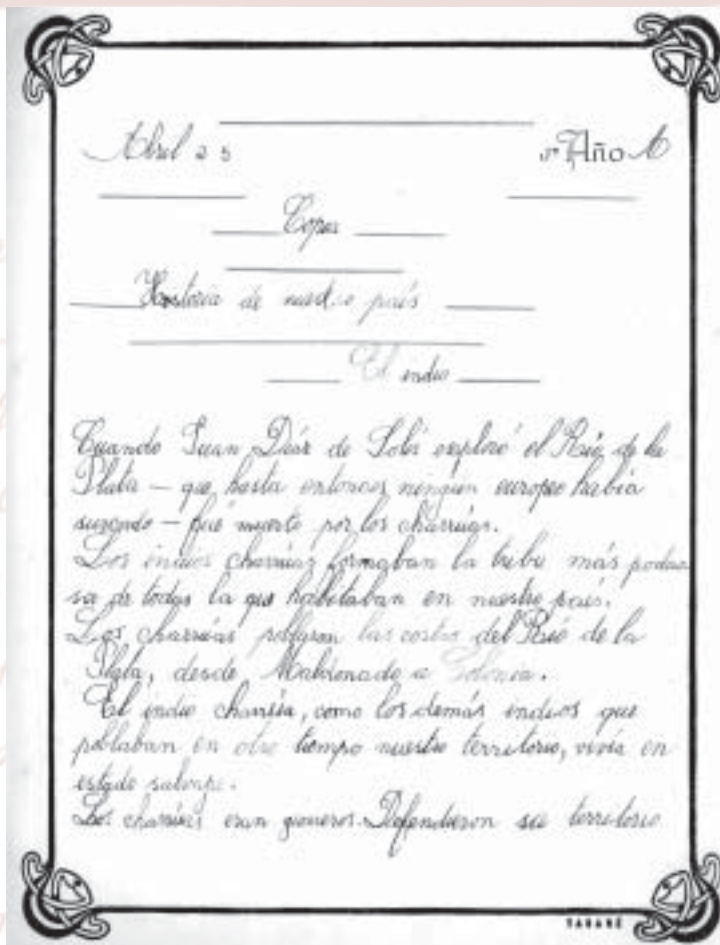 Abril 25 3er Año A
Copia
Historia de nuestro país
El indio
Cuando Juan Díaz de Solís exploró el Río de la
Plata — que hasta entonces ningún europeo había
surcado — fué muerto por los charrúas.
Los indios charrúas formaban la tribu más podero
sa de todas la que habitaban en nuestro país.
Los charrúas poblaron las costas del Río de la
Plata, desde Maldonado a Colonia.
El indio charrúa, como los demás indios que
poblaban en otro tiempo nuestro territorio, vivía en
estado salvaje.
Los charrúas eran guerreros. Defendieron su territorio
TABARÉ